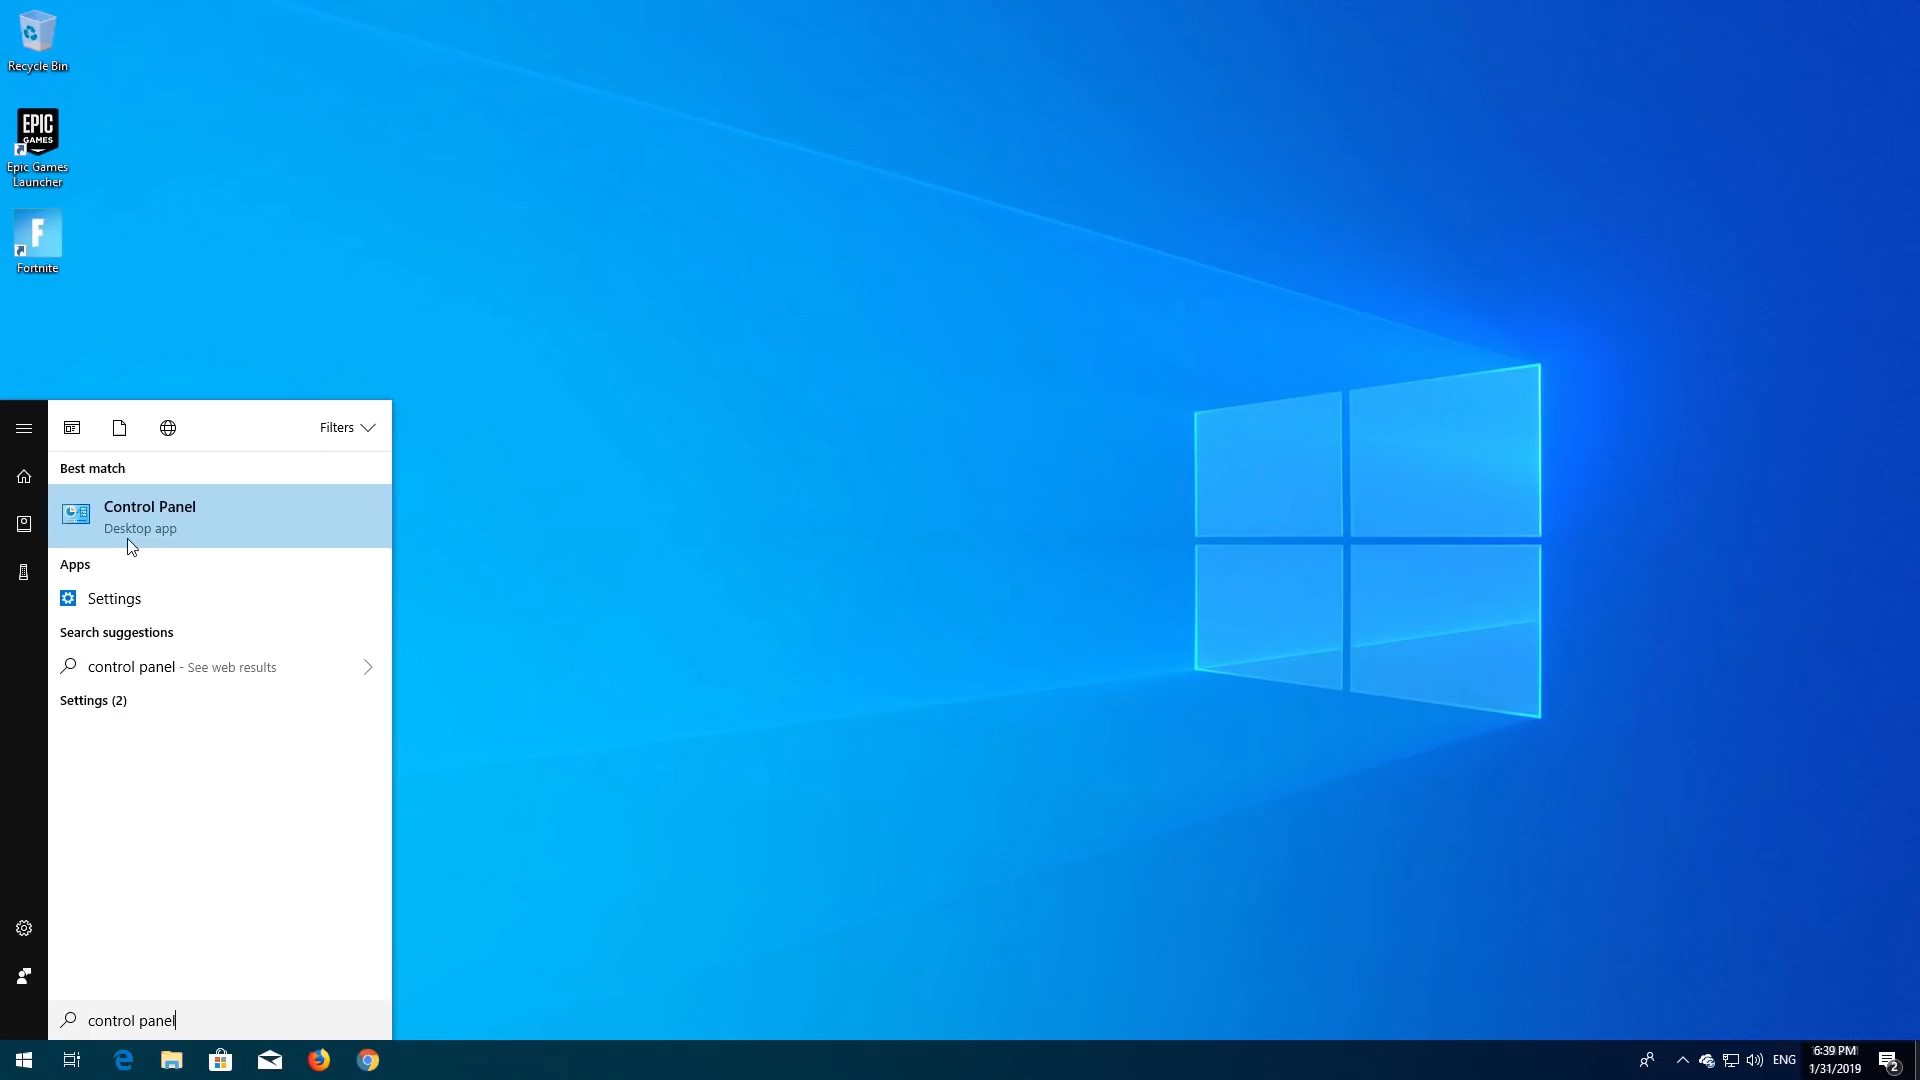 Recycle Bin
EPIC
GAMES
Epic Games
Launcher
F
Fortnite
Filters
Best match
Control Panel
Desktop app
Apps
Settings
Search suggestions
control panel - See web results
Settings (2)
control panel
ENG
6:39 PM
1/31/2019
2